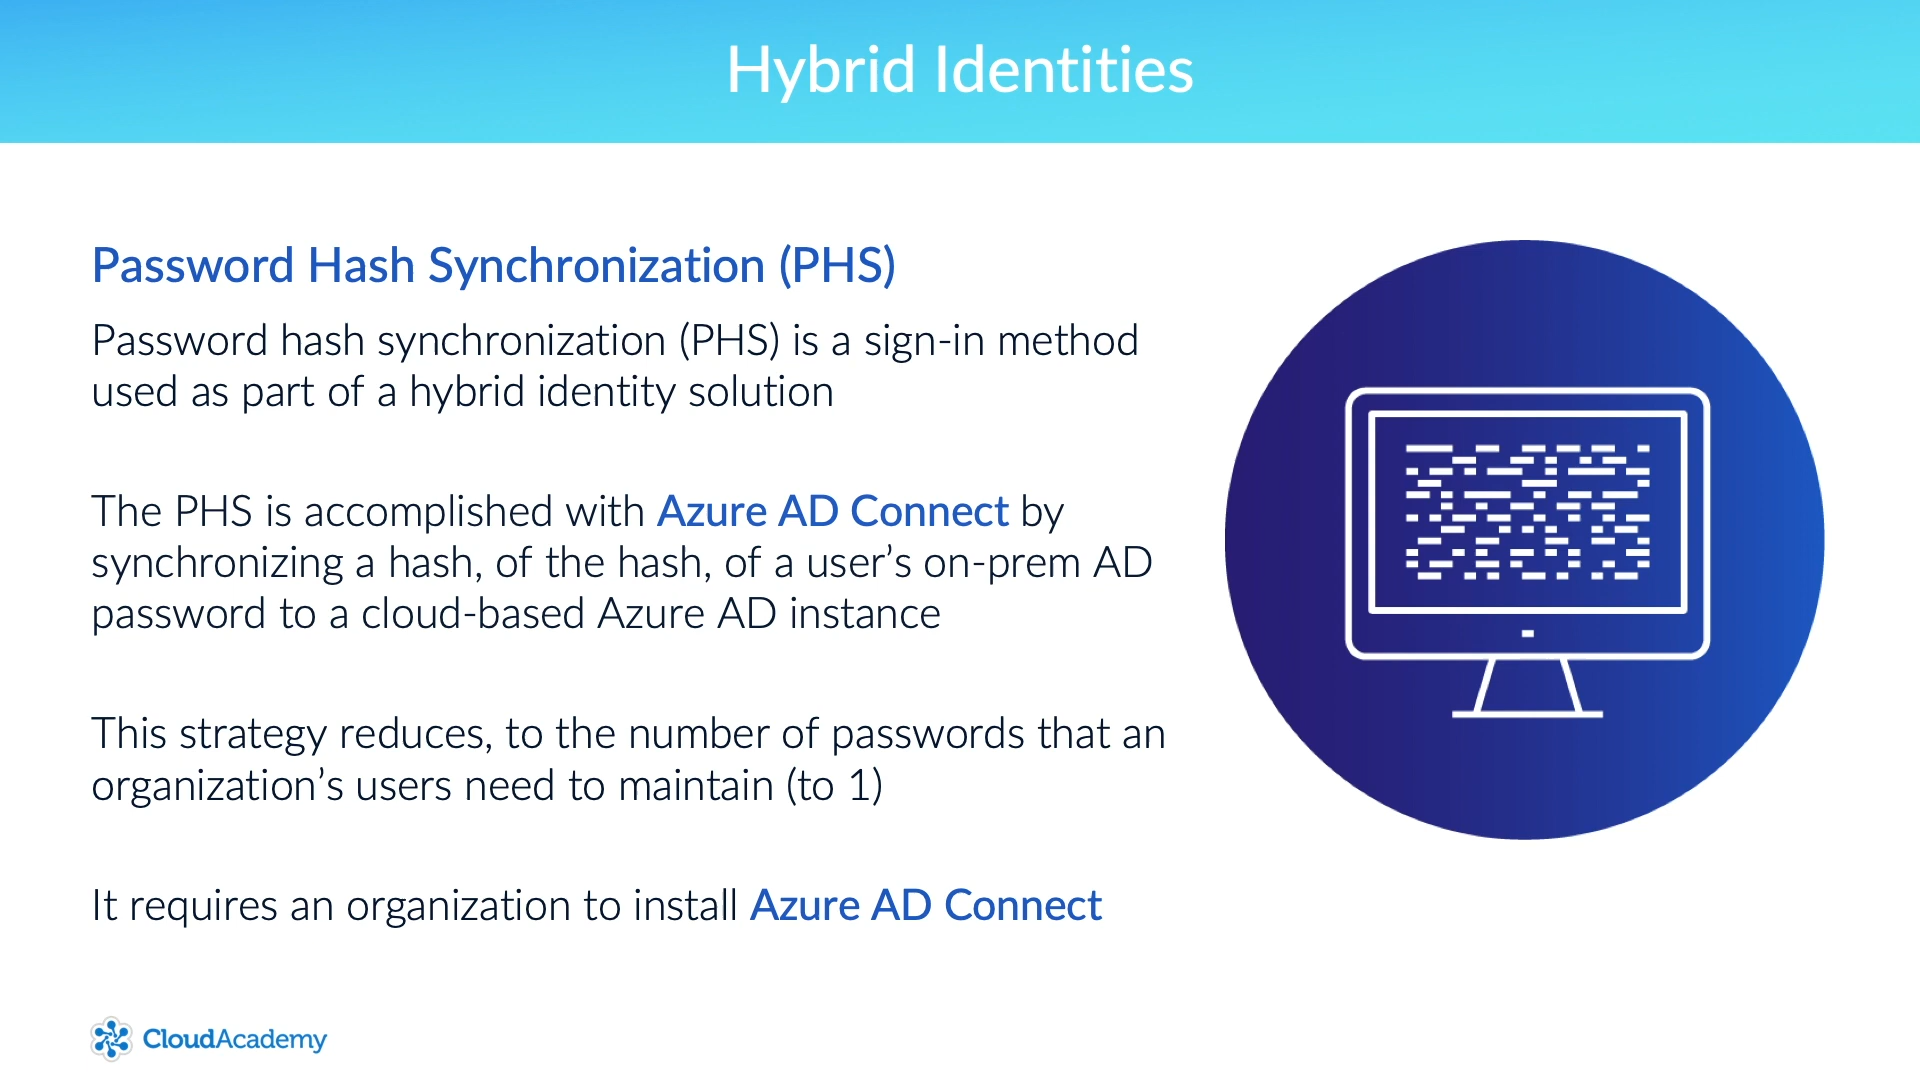 Hybrid Identities
Password Hash Synchronization (PHS)
Password hash synchronization (PHS) is a sign-in method
used as part of a hybrid identity solution
The PHS is accomplished with Azure AD Connect by
synchronizing a hash, of the hash, of a user’s on-prem AD
password to a cloud-based Azure AD instance
This strategy reduces, to the number of passwords that an
organization’s users need to maintain (to 1)
It requires an organization to install Azure AD Connect
CloudAcademy